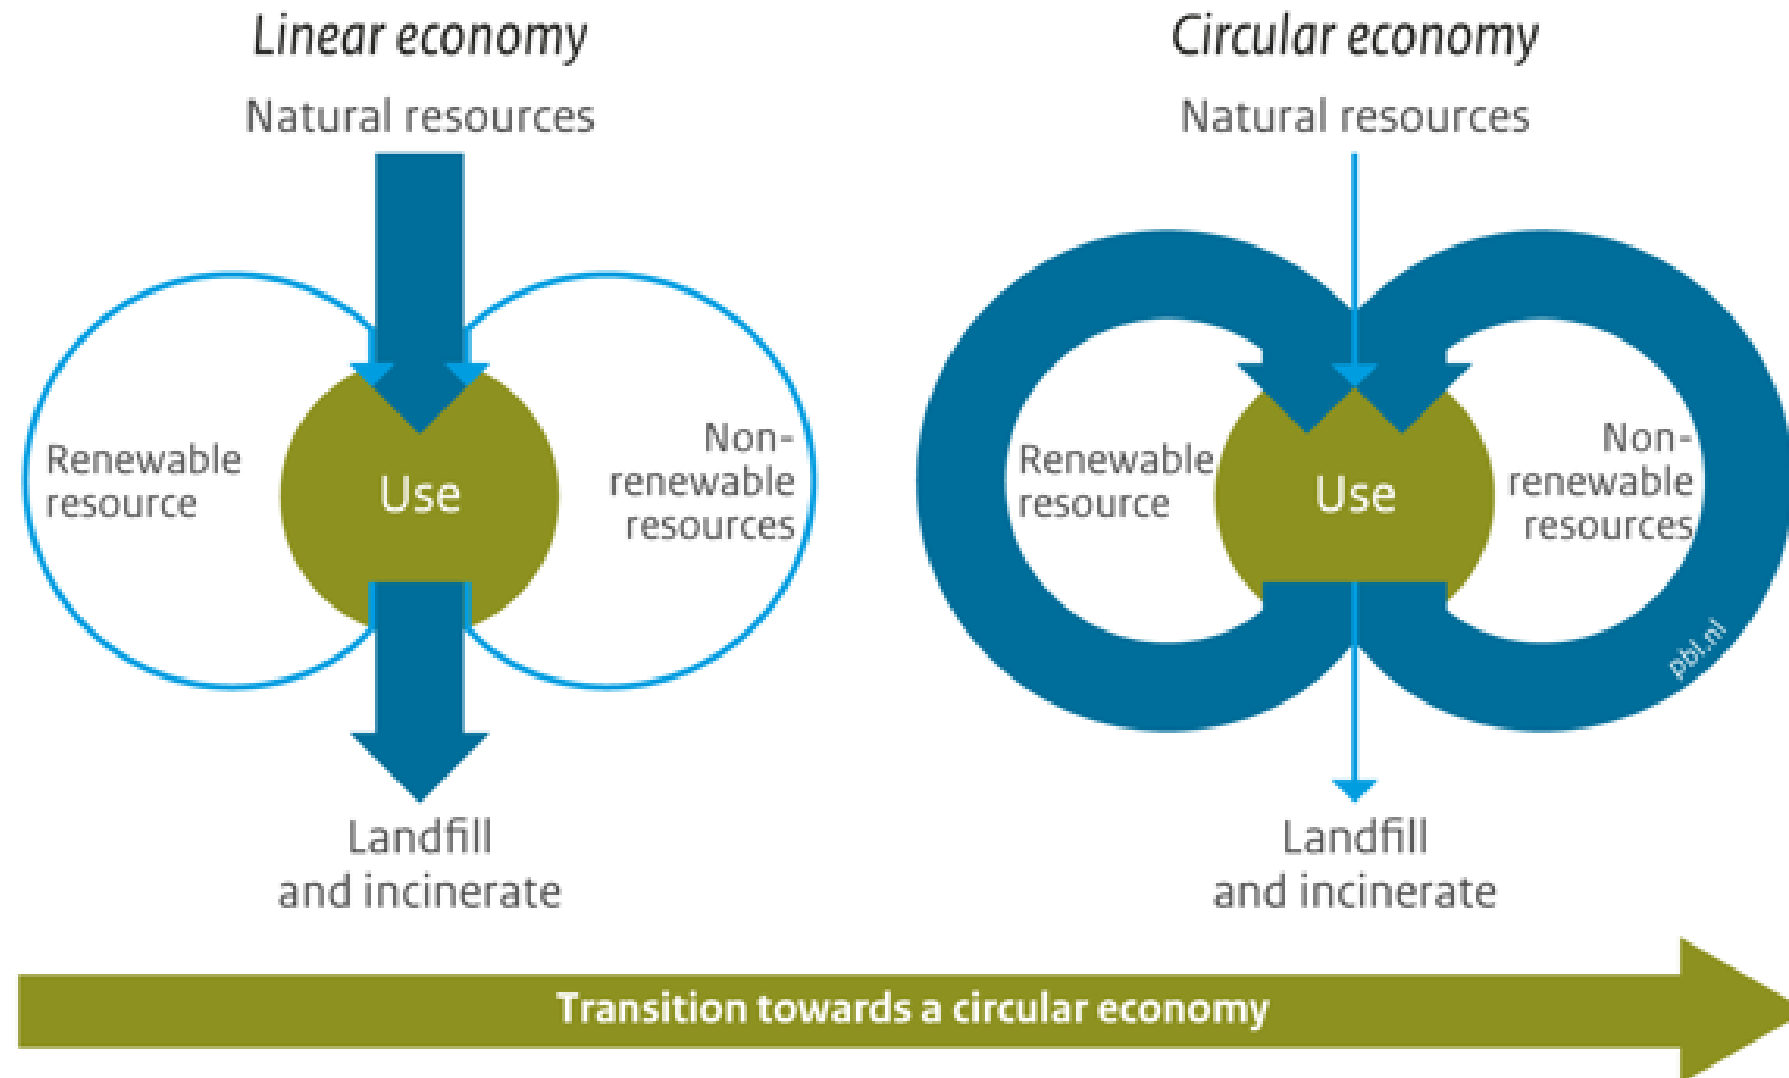 Linear economy
Natural resources
Renewable
resource
Use
Non-
renewable
resources
Landfill
and incinerate
Circular economy
Natural resources
Renewable
resource
Use
Non-
renewable
resources
pbl.nl
Landfill
and incinerate
Transition towards a circular economy